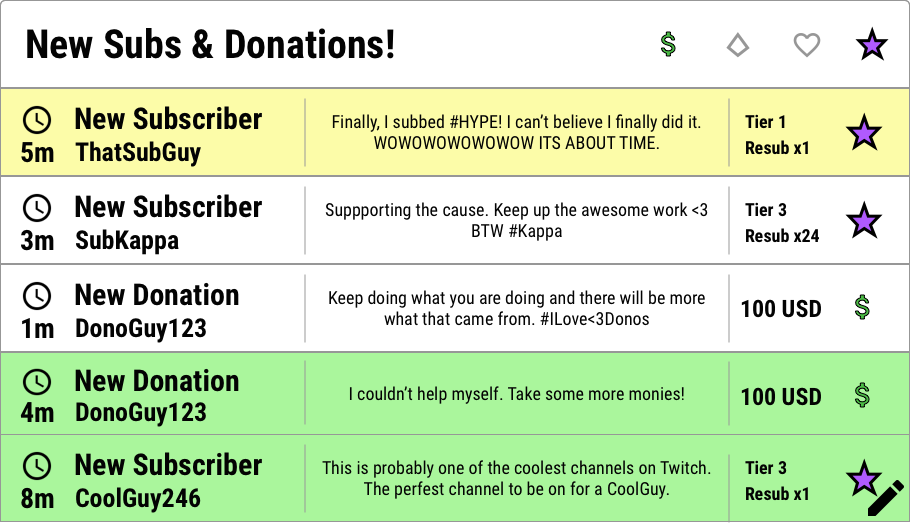 New Subs & Donations!
$
New Subscriber
5m ThatSubGuy
Finally, I subbed #HYPE! I can't believe I finally did it.
WOWOWOWOWOWOW ITS ABOUT TIME.
Tier 1
Resub x1
New Subscriber
3m SubKappa
Suppporting the cause. Keep up the awesome work <3
BTW #Kappa
Tier 3
Resub x24
New Donation
1m DonoGuy123
Keep doing what you are doing and there will be more
what that came from. #ILove<3Donos
100 USD $
New Donation
4m DonoGuy123
I couldn't help myself. Take some more monies!
100 USD $
New Subscriber
8m CoolGuy246
This is probably one of the coolest channels on Twitch.
The perfest channel to be on for a CoolGuy.
Tier 3
Resub x1